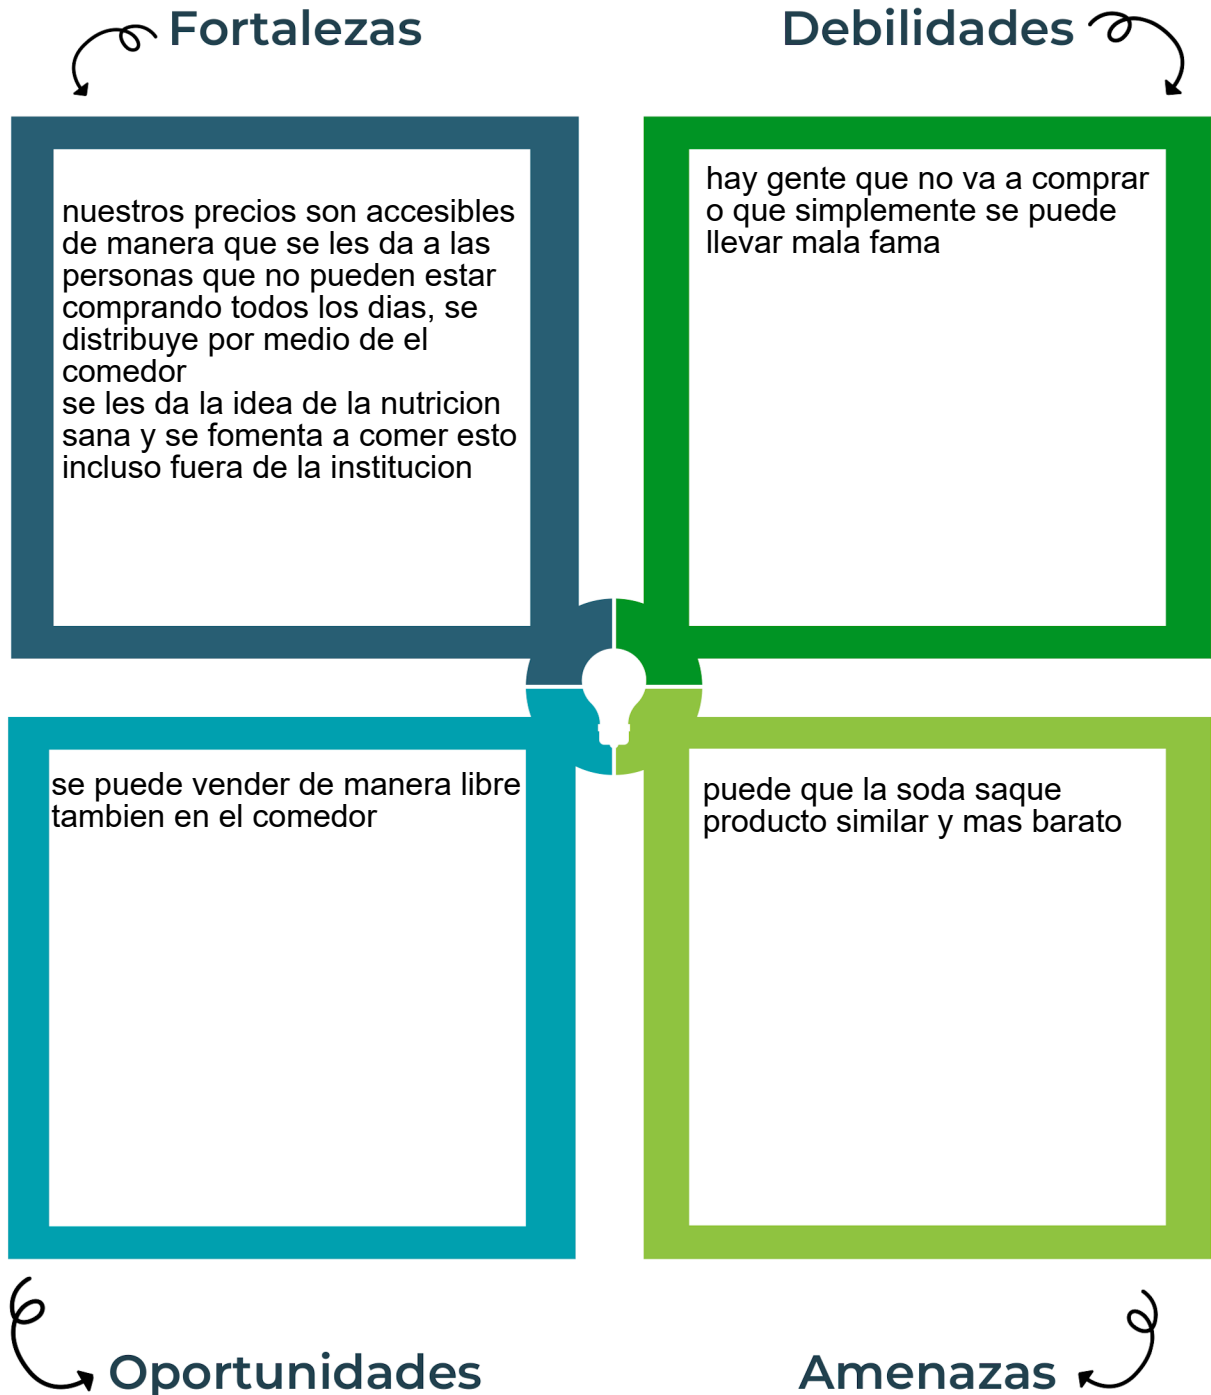 Fortalezas
Debilidades
nuestros precios son accesibles
de manera que se les da a las
personas que no pueden estar
comprando todos los dias, se
distribuye por medio de el
comedor
se les da la idea de la nutricion
sana y se fomenta a comer esto
incluso fuera de la institucion
hay gente que no va a comprar
o que simplemente se puede
llevar mala fama
se puede vender de manera libre
tambien en el comedor
puede que la soda saque
producto similar y mas barato
Oportunidades
Amenazas